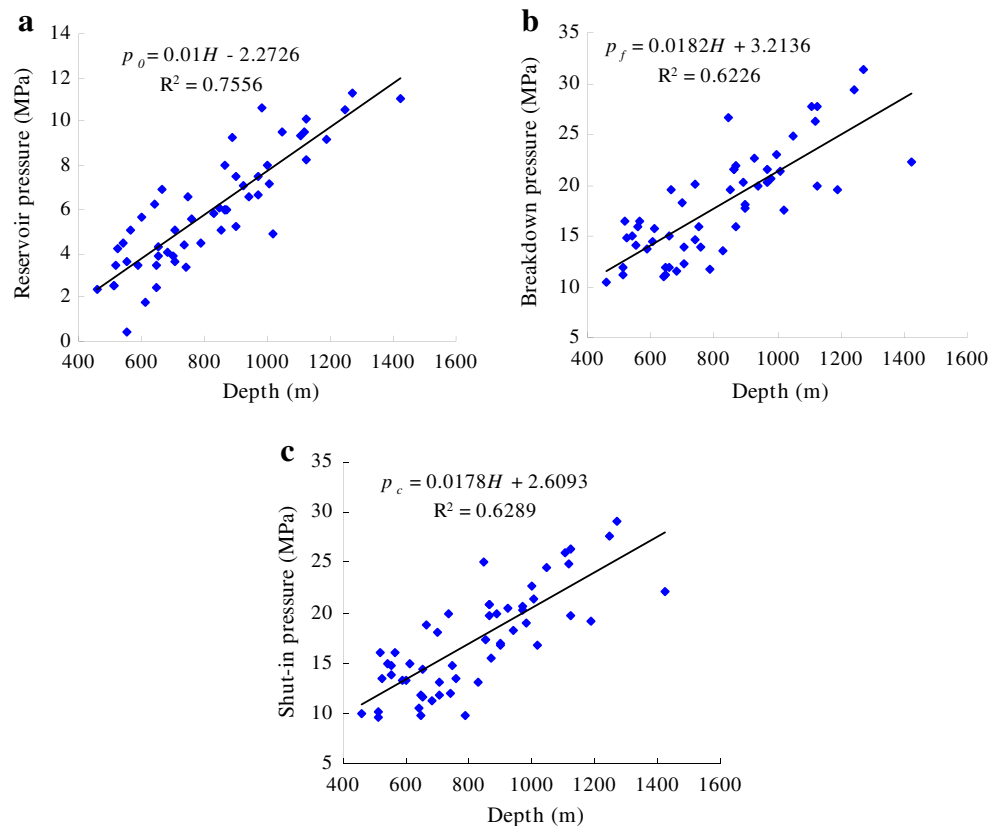 a
p₀ = 0.01H - 2.2726
R² = 0.7556
14
12
10
8
6
4
2
0
400 600 800 1000 1200 1400 1600
Depth (m)
Reservoir pressure (MPa)
b
p_f = 0.0182H + 3.2136
R² = 0.6226
35
30
25
20
15
10
5
400 600 800 1000 1200 1400 1600
Depth (m)
Breakdown pressure (MPa)
c
p_c = 0.0178H + 2.6093
R² = 0.6289
35
30
25
20
15
10
5
400 600 800 1000 1200 1400 1600
Depth (m)
Shut-in pressure (MPa)